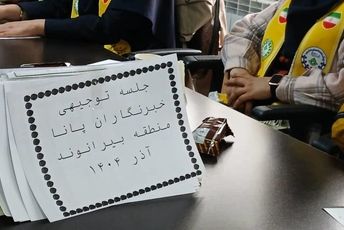 جلسه توجیهی
خبرنگاران پانا
منطقه بیرانوند
آذر ۱۴۰۴